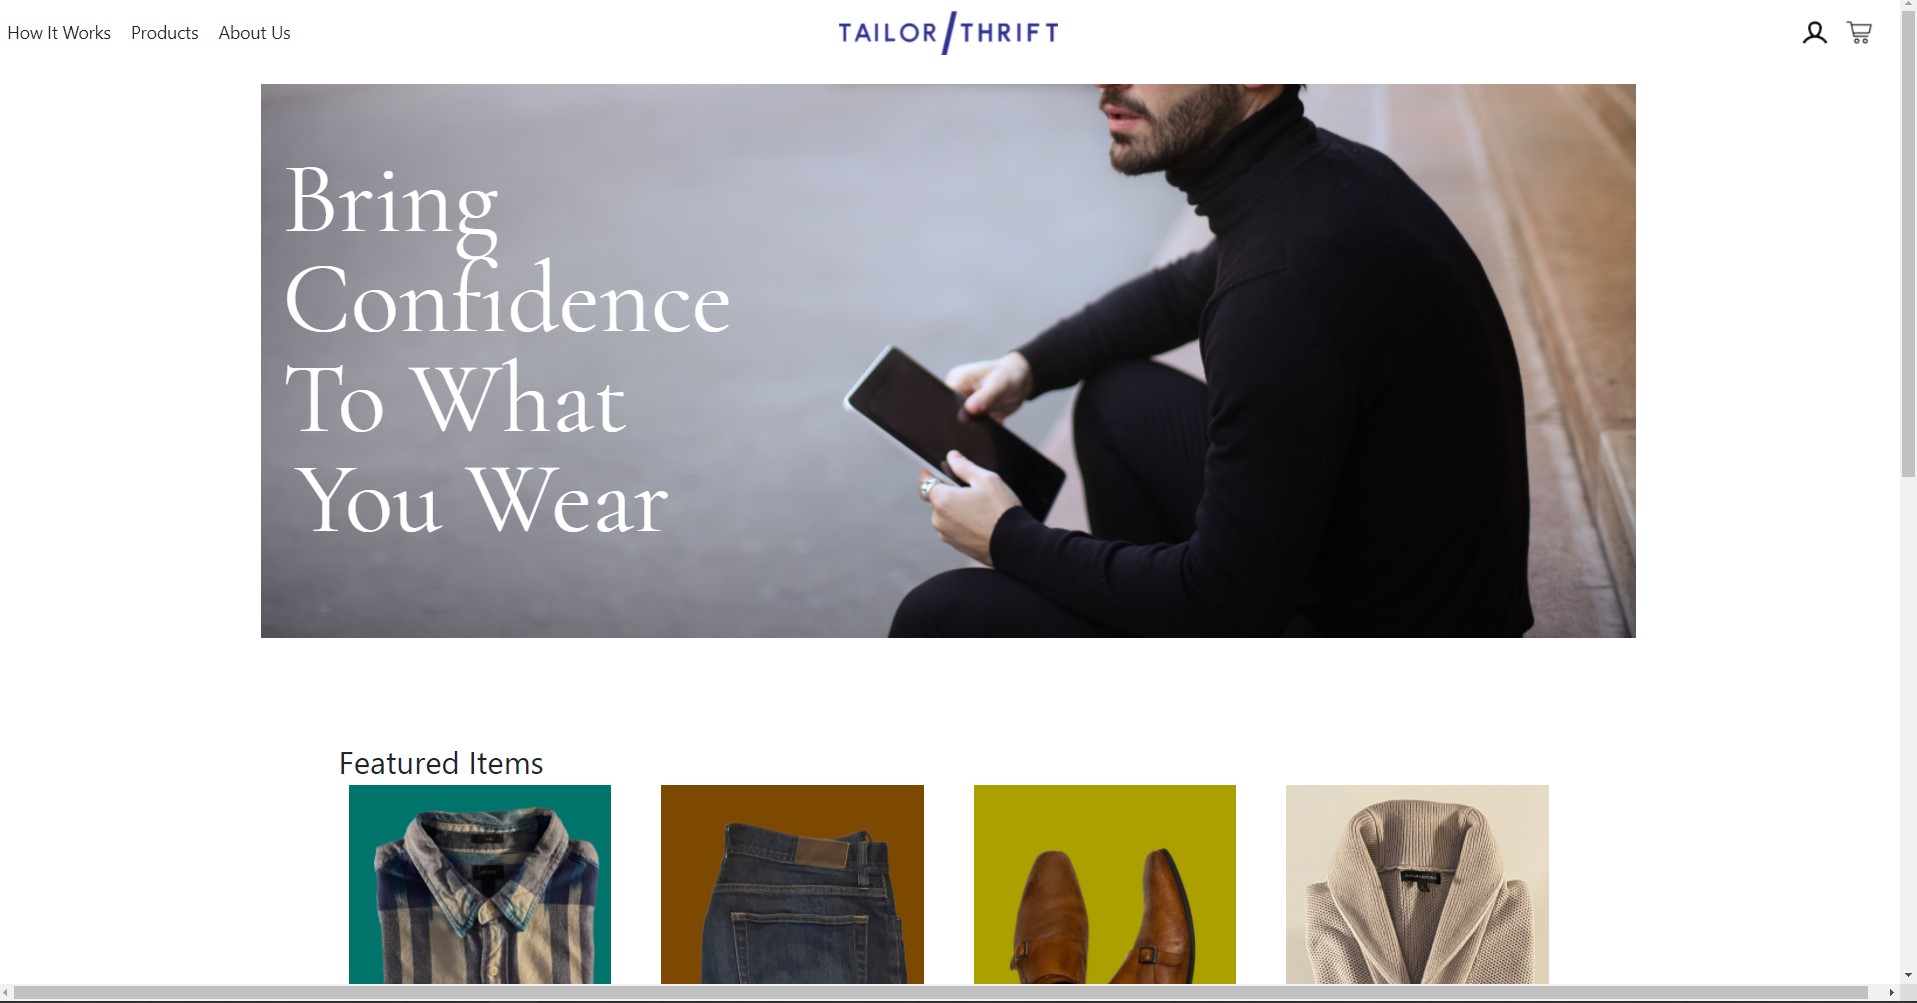 How It Works
Products
About Us
TAILOR/THRIFT
Bring
Confidence
To What
You Wear
Featured Items